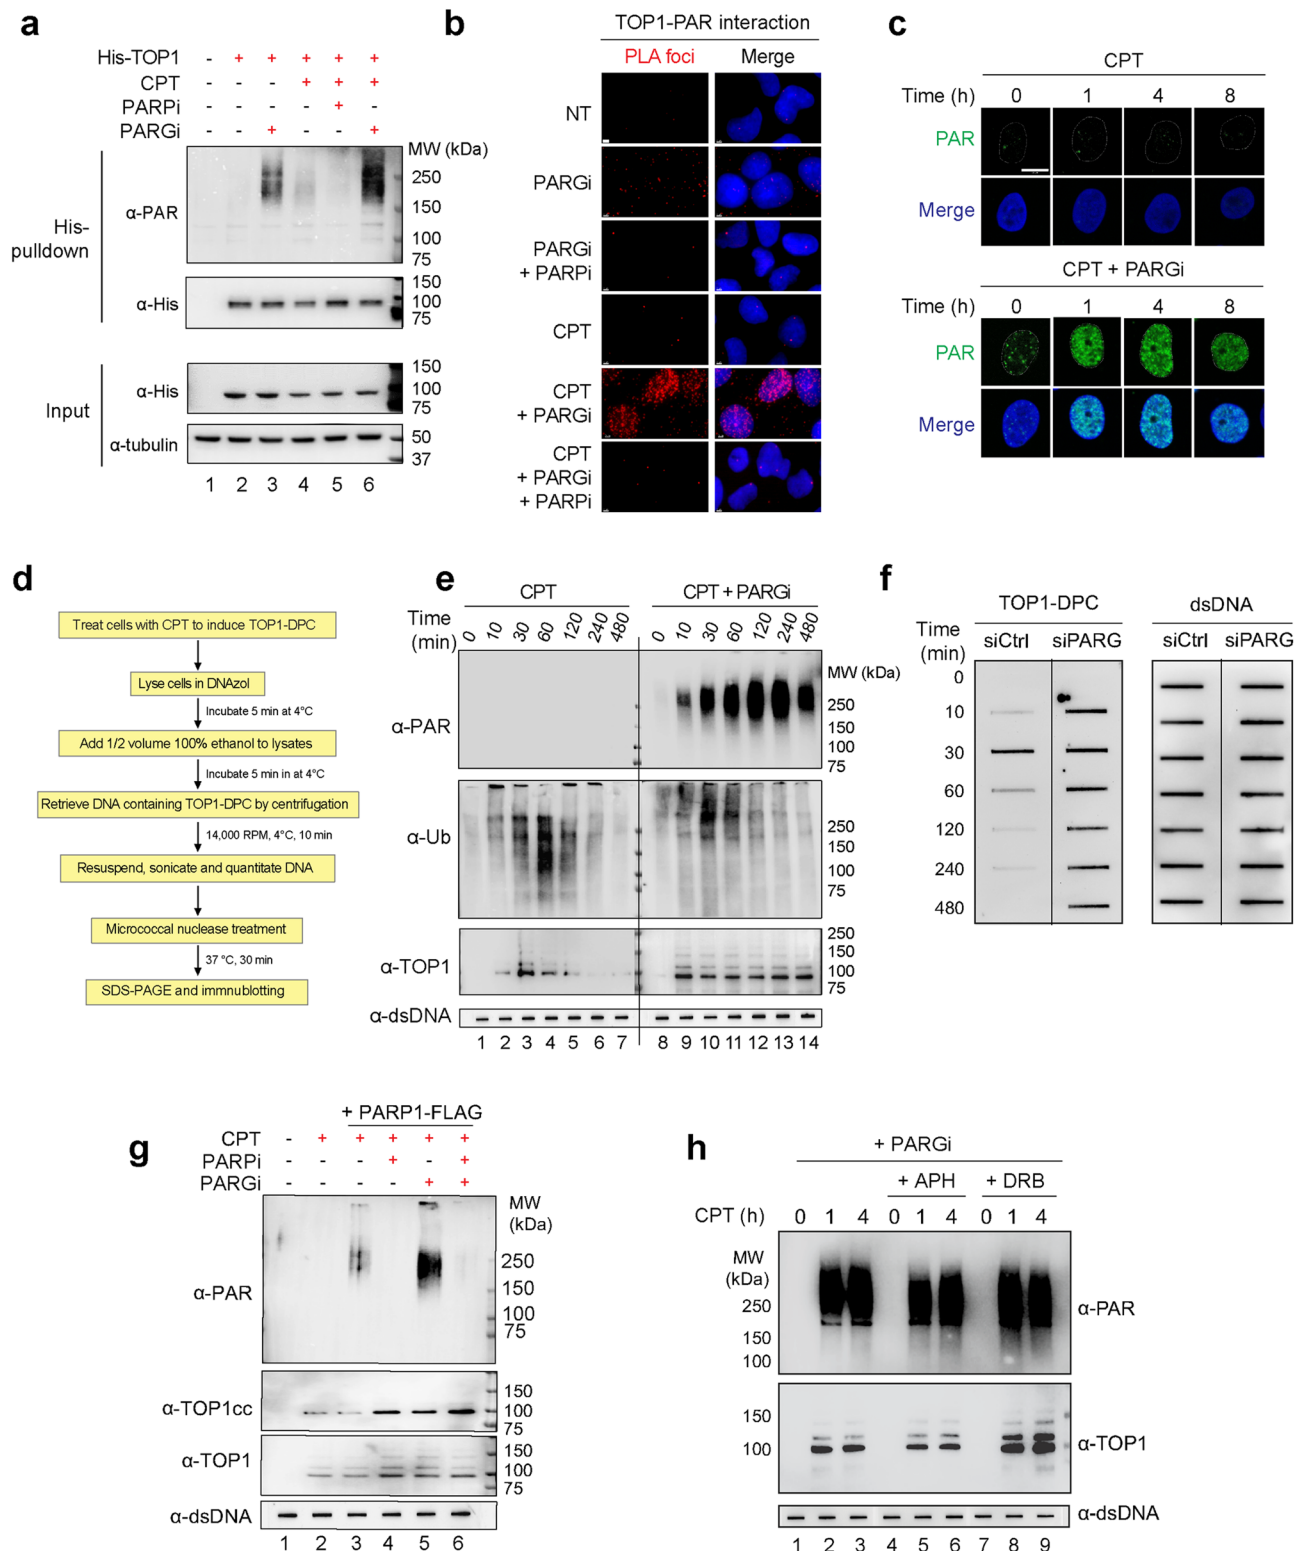 a
His-TOP1 - + + + + +
CPT - - - + + +
PARPi - - - - + -
PARGi - - + - - +
MW (kDa)
His-pulldown
α-PAR
250
150
100
75
α-His
150
100
75
Input
α-His
150
100
75
α-tubulin
50
37
1 2 3 4 5 6
b
TOP1-PAR interaction
PLA foci Merge
NT
PARGi
PARGi
+ PARPi
CPT
CPT
+ PARGi
CPT
+ PARGi
+ PARPi
c
CPT
Time (h) 0 1 4 8
PAR
Merge
CPT + PARGi
Time (h) 0 1 4 8
PAR
Merge
d
Treat cells with CPT to induce TOP1-DPC
Lyse cells in DNAzol
Incubate 5 min at 4°C
Add 1/2 volume 100% ethanol to lysates
Incubate 5 min in at 4°C
Retrieve DNA containing TOP1-DPC by centrifugation
14,000 RPM, 4°C, 10 min
Resuspend, sonicate and quantitate DNA
Micrococcal nuclease treatment
37 °C, 30 min
SDS-PAGE and immnublotting
e
CPT CPT + PARGi
Time (min) 0 10 30 60 120 240 480 0 10 30 60 120 240 480
MW (kDa)
α-PAR
250
150
100
75
α-Ub
250
150
100
75
α-TOP1
250
150
100
75
α-dsDNA
1 2 3 4 5 6 7 8 9 10 11 12 13 14
f
TOP1-DPC dsDNA
Time (min) siCtrl siPARG siCtrl siPARG
0
10
30
60
120
240
480
g
+ PARP1-FLAG
CPT - + + + + +
PARPi - - - + - +
PARGi - - - - + +
MW
(kDa)
α-PAR
250
150
100
75
α-TOP1cc
150
100
75
α-TOP1
150
100
75
α-dsDNA
1 2 3 4 5 6
h
+ PARGi
+ APH + DRB
CPT (h) 0 1 4 0 1 4 0 1 4
MW
(kDa)
250
150
100
α-PAR
150
100
α-TOP1
α-dsDNA
1 2 3 4 5 6 7 8 9